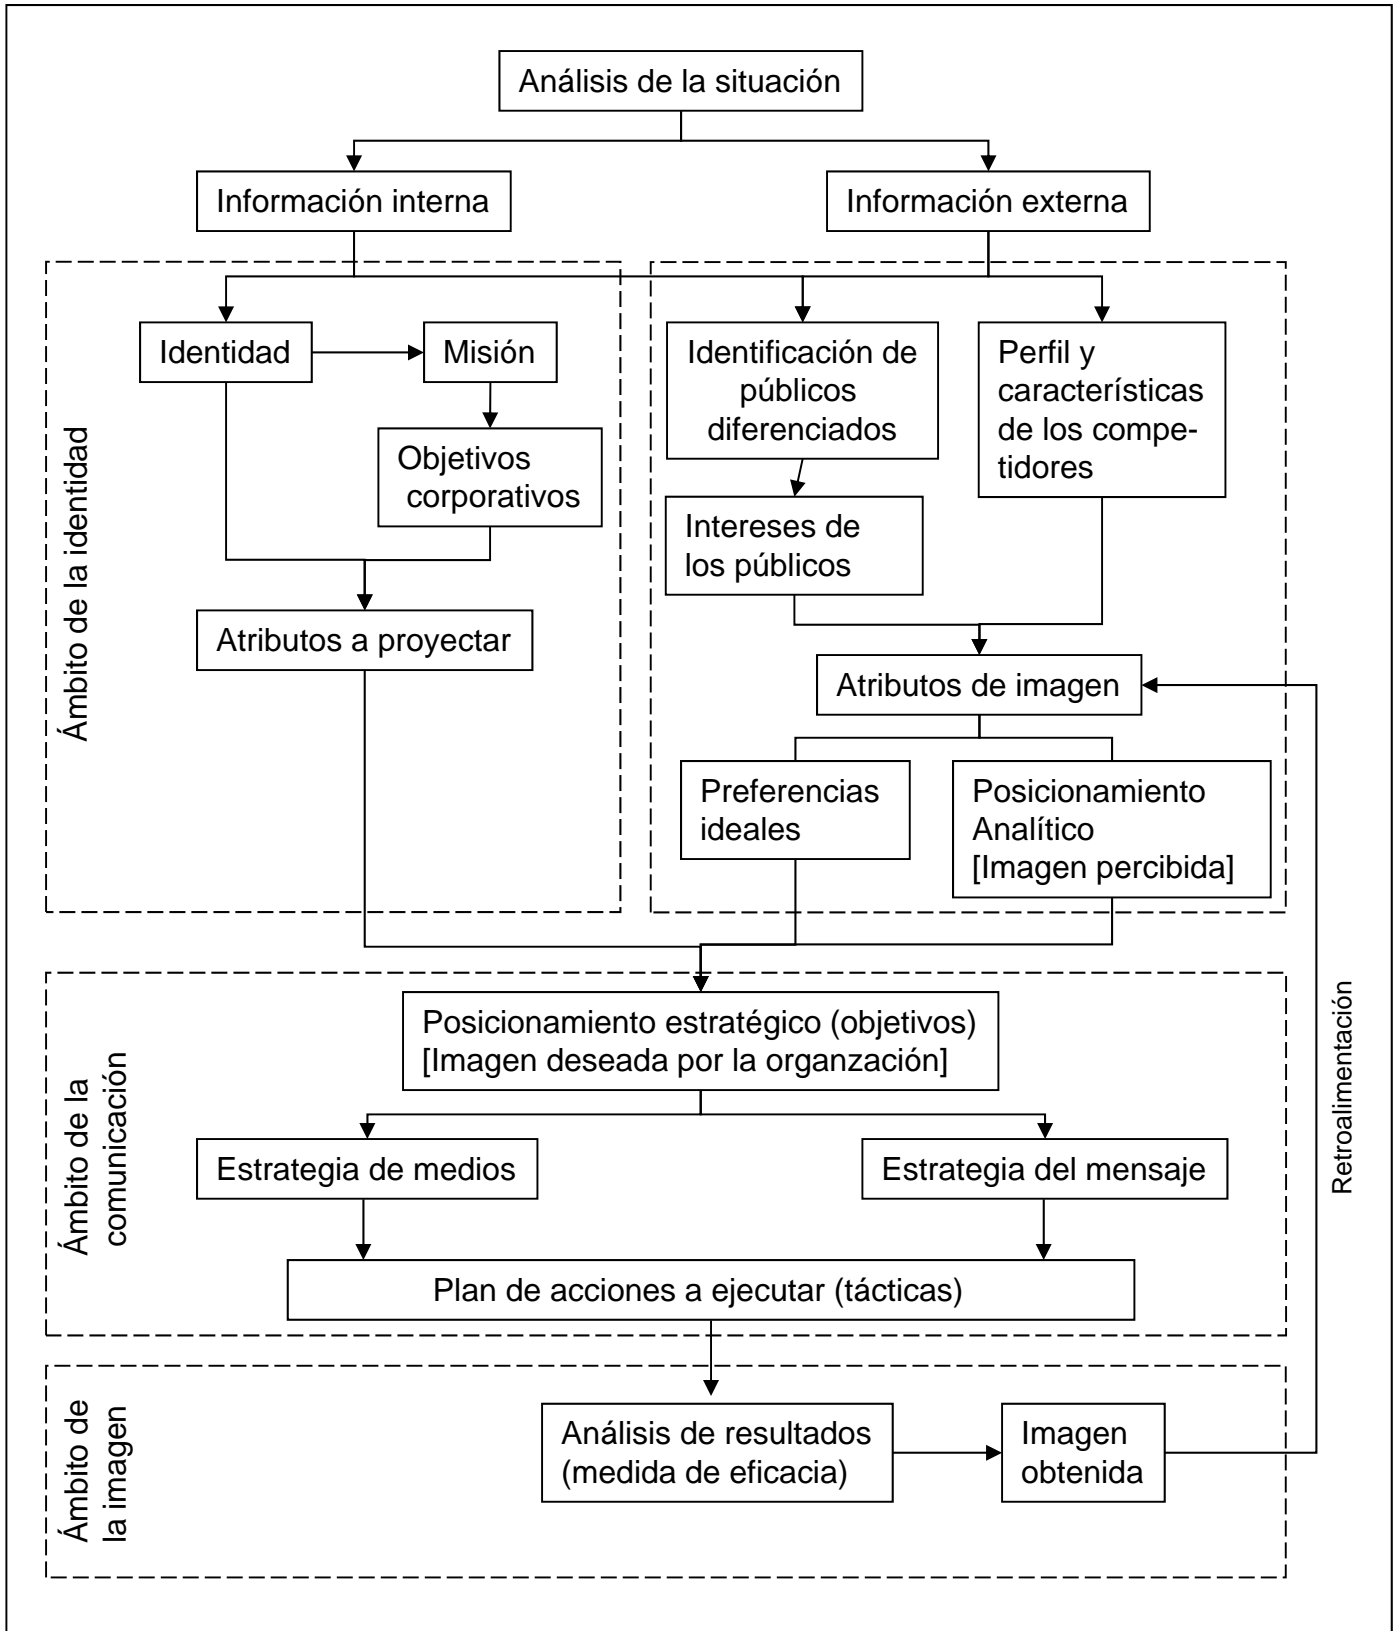 Análisis de la situación
Información interna
Información externa
Identidad
Misión
Objetivos
corporativos
Atributos a proyectar
Ámbito de la identidad
Identificación de
públicos
diferenciados
Perfil y
características
de los compe-
tidores
Intereses de
los públicos
Atributos de imagen
Preferencias
ideales
Posicionamiento
Analítico
[Imagen percibida]
Posicionamiento estratégico (objetivos)
[Imagen deseada por la organzación]
Estrategia de medios
Estrategia del mensaje
Plan de acciones a ejecutar (tácticas)
Ámbito de la
comunicación
Análisis de resultados
(medida de eficacia)
Imagen
obtenida
Ámbito de
la imagen
Retroalimentación